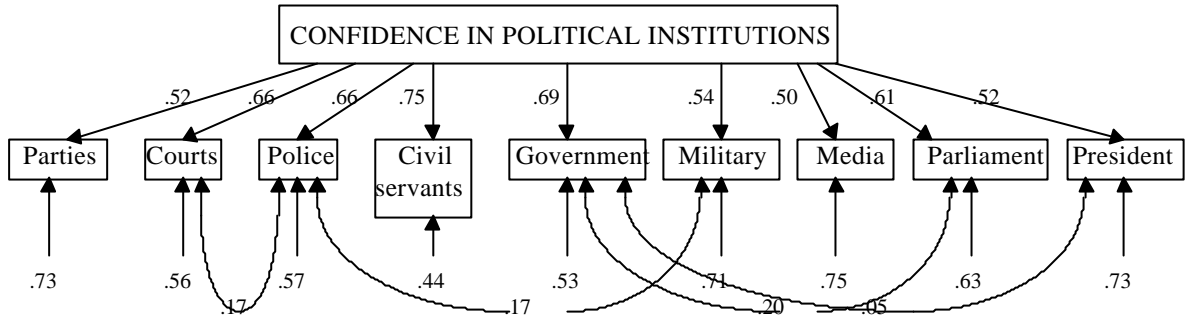 CONFIDENCE IN POLITICAL INSTITUTIONS
.52 .66 .66 .75 .69 .54 .50 .61 .52
Parties Courts Police Civil servants Government Military Media Parliament President
.73 .56 .57 .44 .53 .71 .75 .63 .73
.17 .17 .20 .05